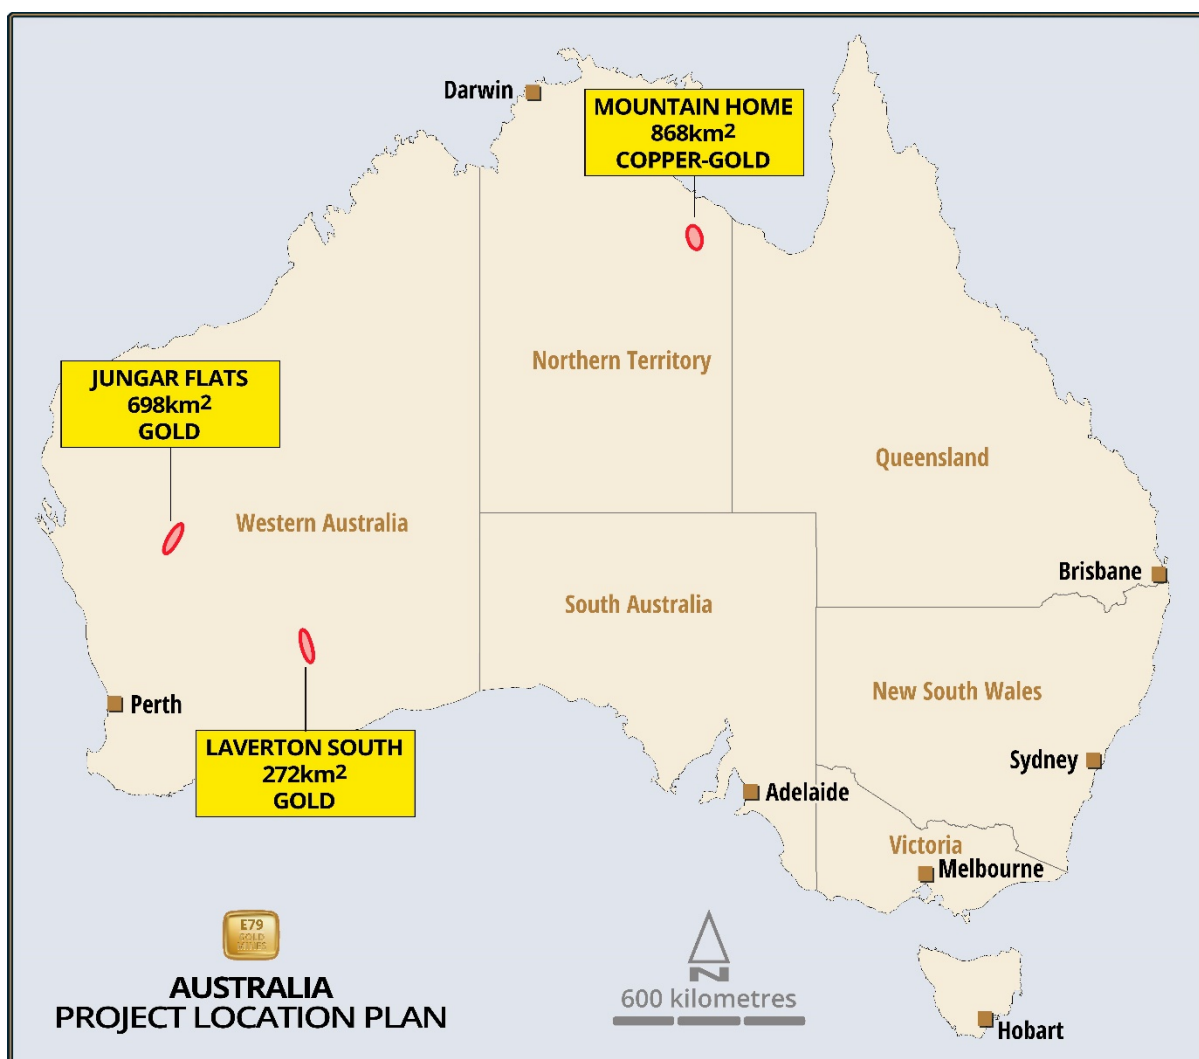 Darwin
MOUNTAIN HOME
868km²
COPPER-GOLD
JUNGAR FLATS
698km²
GOLD
Northern Territory
Queensland
Western Australia
Brisbane
South Australia
Perth
New South Wales
LAVERTON SOUTH
272km²
GOLD
Sydney
Adelaide
Victoria
Melbourne
E79
GOLD
MINES
AUSTRALIA
PROJECT LOCATION PLAN
N
600 kilometres
Hobart